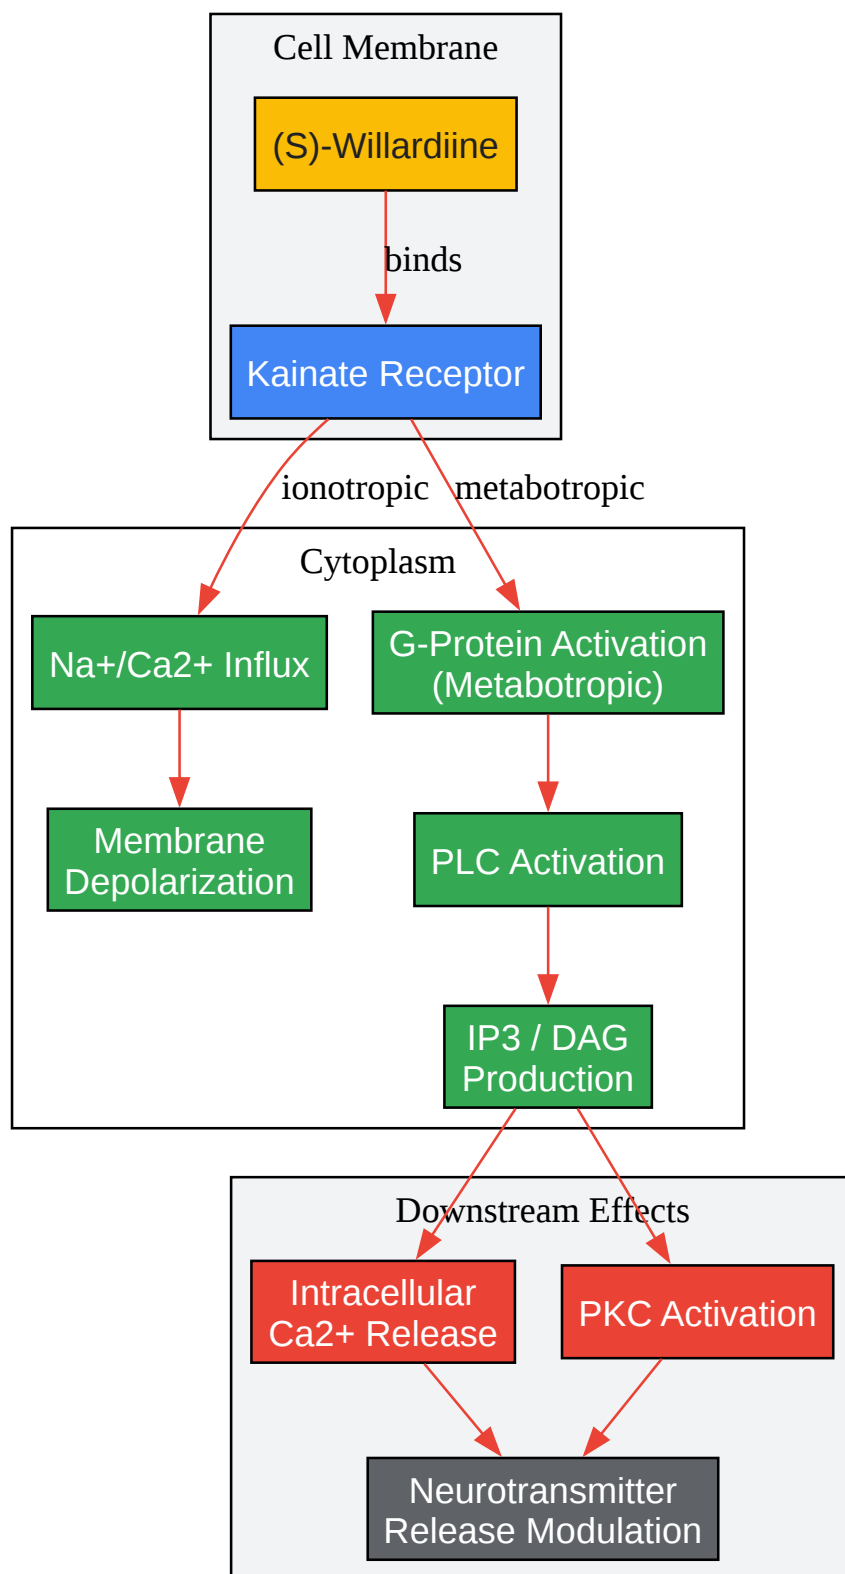 Cell Membrane
(S)-Willardiine
binds
Kainate Receptor
ionotropic
metabotropic
Cytoplasm
Na+/Ca2+ Influx
G-Protein Activation
(Metabotropic)
Membrane
Depolarization
PLC Activation
IP3 / DAG
Production
Downstream Effects
Intracellular
Ca2+ Release
PKC Activation
Neurotransmitter
Release Modulation